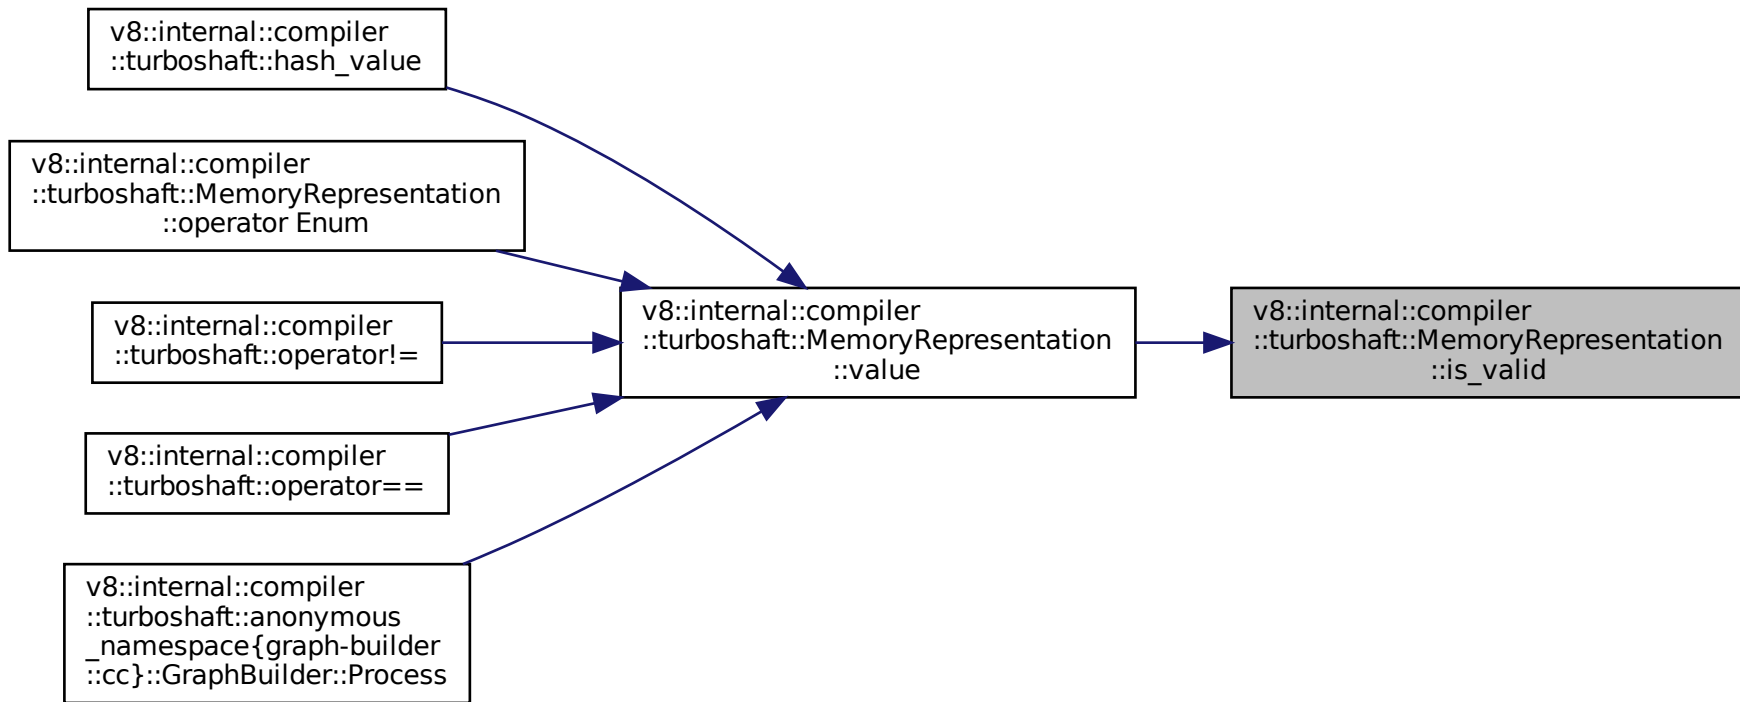 v8::internal::compiler
::turboshaft::hash_value
v8::internal::compiler
::turboshaft::MemoryRepresentation
::operator Enum
v8::internal::compiler
::turboshaft::operator!=
v8::internal::compiler
::turboshaft::operator==
v8::internal::compiler
::turboshaft::anonymous
_namespace{graph-builder
::cc}::GraphBuilder::Process
v8::internal::compiler
::turboshaft::MemoryRepresentation
::value
v8::internal::compiler
::turboshaft::MemoryRepresentation
::is_valid